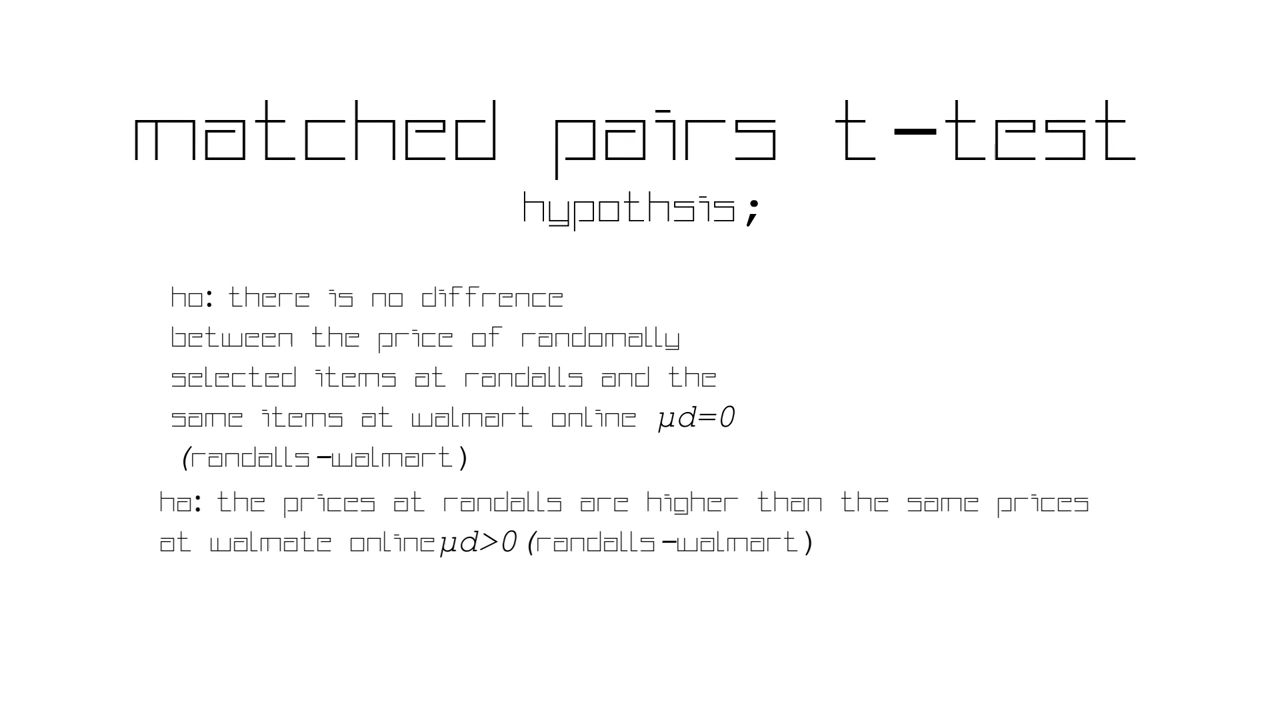 matched pairs t-test
hypothsis;
ho: there is no diffrence
between the price of randomally
selected items at randalls and the
same items at walmart online µd=0
(randalls-walmart)
ha: the prices at randalls are higher than the same prices
at walmate onlineµd>0(randalls-walmart)